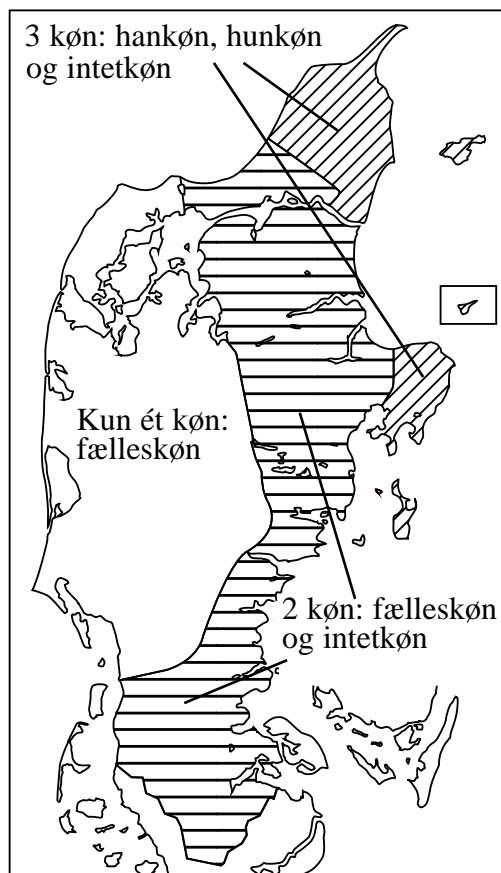 3 køn: hankøn, hunkøn
og intetkøn
Kun ét køn:
fælleskøn
2 køn: fælleskøn
og intetkøn